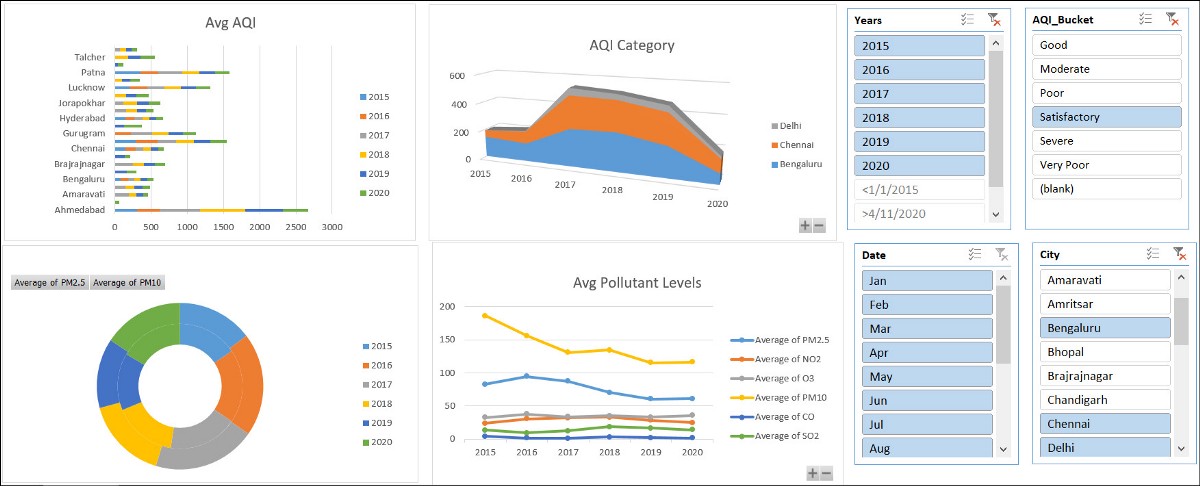 Avg AQI
Talcher
Patna
Lucknow
Jorapokhar
Hyderabad
Gurugram
Chennai
Brajrajnagar
Bengaluru
Amaravati
Ahmedabad
0 500 1000 1500 2000 2500 3000
2015
2016
2017
2018
2019
2020
AQI Category
600
400
200
0
2015 2016 2017 2018 2019 2020
Delhi
Chennai
Bengaluru
Years
2015
2016
2017
2018
2019
2020
<1/1/2015
>4/11/2020
AQI_Bucket
Good
Moderate
Poor
Satisfactory
Severe
Very Poor
(blank)
Average of PM2.5 Average of PM10
2015
2016
2017
2018
2019
2020
Avg Pollutant Levels
200
150
100
50
0
2015 2016 2017 2018 2019 2020
Average of PM2.5
Average of NO2
Average of O3
Average of PM10
Average of CO
Average of SO2
Date
Jan
Feb
Mar
Apr
May
Jun
Jul
Aug
City
Amaravati
Amritsar
Bengaluru
Bhopal
Brajrajnagar
Chandigarh
Chennai
Delhi